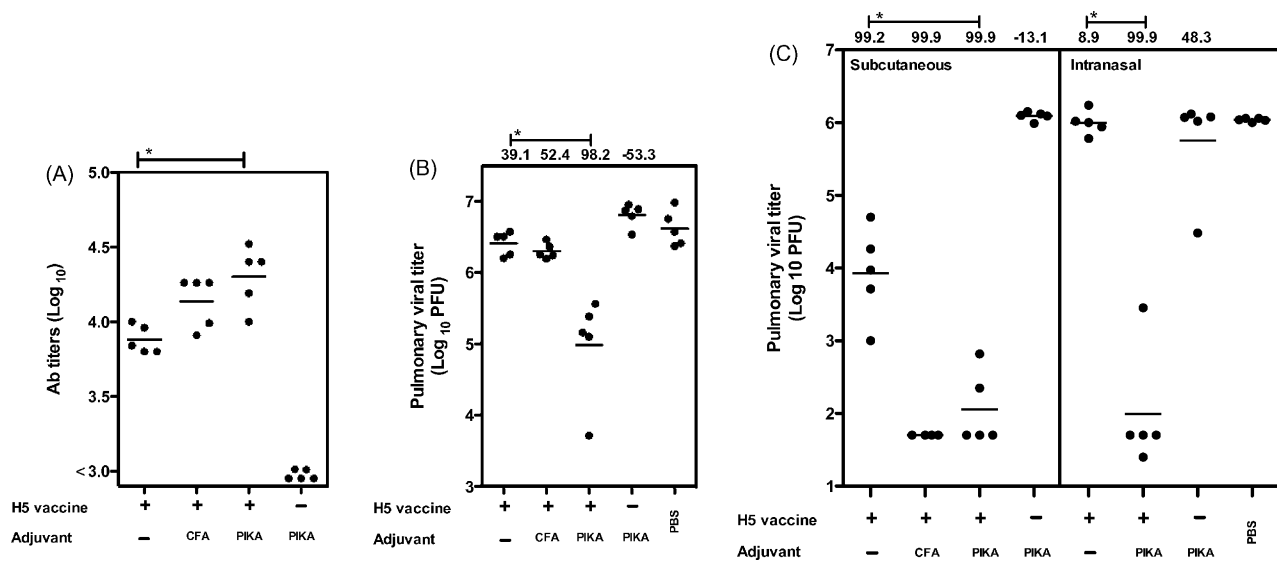 (A)
*
5.0
4.5
4.0
3.5
< 3.0
Ab titers (Log 10)
H5 vaccine + + + −
Adjuvant − CFA PIKA PIKA
(B)
*
39.1 52.4 98.2 -53.3
7
6
5
4
3
Pulmonary viral titer
(Log 10 PFU)
H5 vaccine + + + − PBS
Adjuvant − CFA PIKA PIKA
(C)
* *
99.2 99.9 99.9 -13.1 8.9 99.9 48.3
Subcutaneous Intranasal
7
6
5
4
3
2
1
Pulmonary viral titer
(Log 10 PFU)
H5 vaccine + + + − + + − PBS
Adjuvant − CFA PIKA PIKA − PIKA PIKA